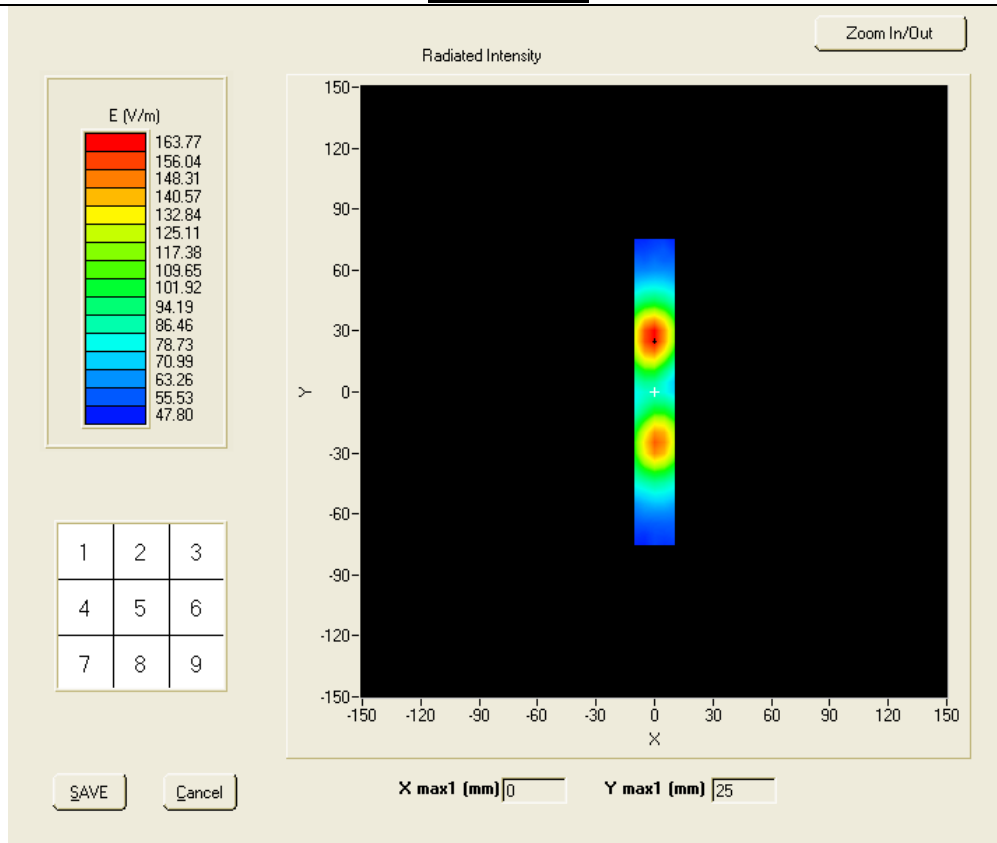 Zoom In/Out
Radiated Intensity
E (V/m)
163.77
156.04
148.31
140.57
132.84
125.11
117.38
109.65
101.92
94.19
86.46
78.73
70.99
63.26
55.53
47.80
150
120
90
60
30
0
-30
-60
-90
-120
-150
Y
-150 -120 -90 -60 -30 0 30 60 90 120 150
X
1 2 3
4 5 6
7 8 9
SAVE Cancel
X max1 (mm) 0 Y max1 (mm) 25